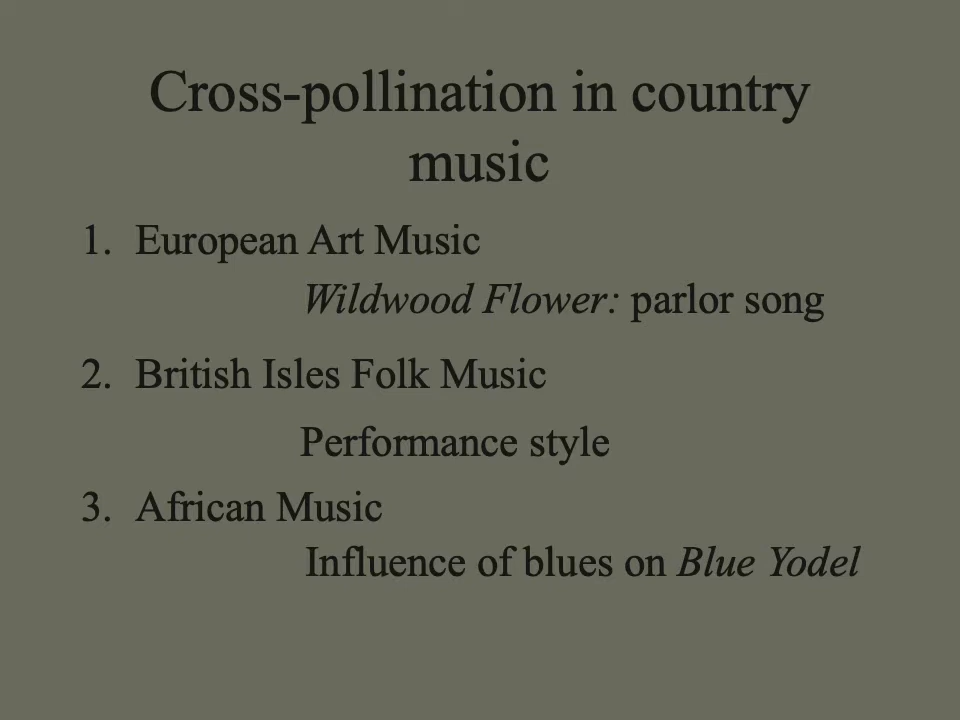 Cross-pollination in country
music
1. European Art Music
Wildwood Flower: parlor song
2. British Isles Folk Music
Performance style
3. African Music
Influence of blues on Blue Yodel